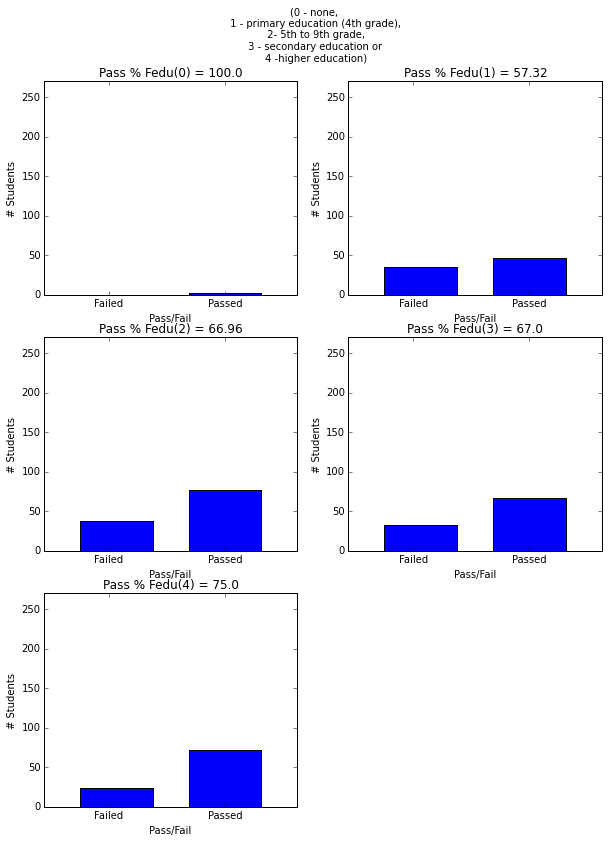 (0 - none,
1 - primary education (4th grade),
2- 5th to 9th grade,
3 - secondary education or
4 -higher education)
Pass % Fedu(0) = 100.0
250
200
150
100
50
0
# Students
Failed
Passed
Pass/Fail
Pass % Fedu(1) = 57.32
250
200
150
100
50
0
# Students
Failed
Passed
Pass/Fail
Pass % Fedu(2) = 66.96
250
200
150
100
50
0
# Students
Failed
Passed
Pass/Fail
Pass % Fedu(3) = 67.0
250
200
150
100
50
0
# Students
Failed
Passed
Pass/Fail
Pass % Fedu(4) = 75.0
250
200
150
100
50
0
# Students
Failed
Passed
Pass/Fail